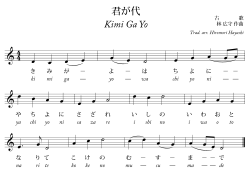 君が代
Kimi Ga Yo
古 歌
林 広守 作曲
Trad. arr. Hiromori Hayashi
き み が ー よ ー は ち よ に ー ー
ki mi ga — yo — wa chi yo ni — —
や ち よ に さ ざ れ い し の い わ お と
ya chi yo ni sa za re i shi no i wa o to
な り て こ け の む ー す ー ま ー で
na ri te ko ke no mu — su — ma — de